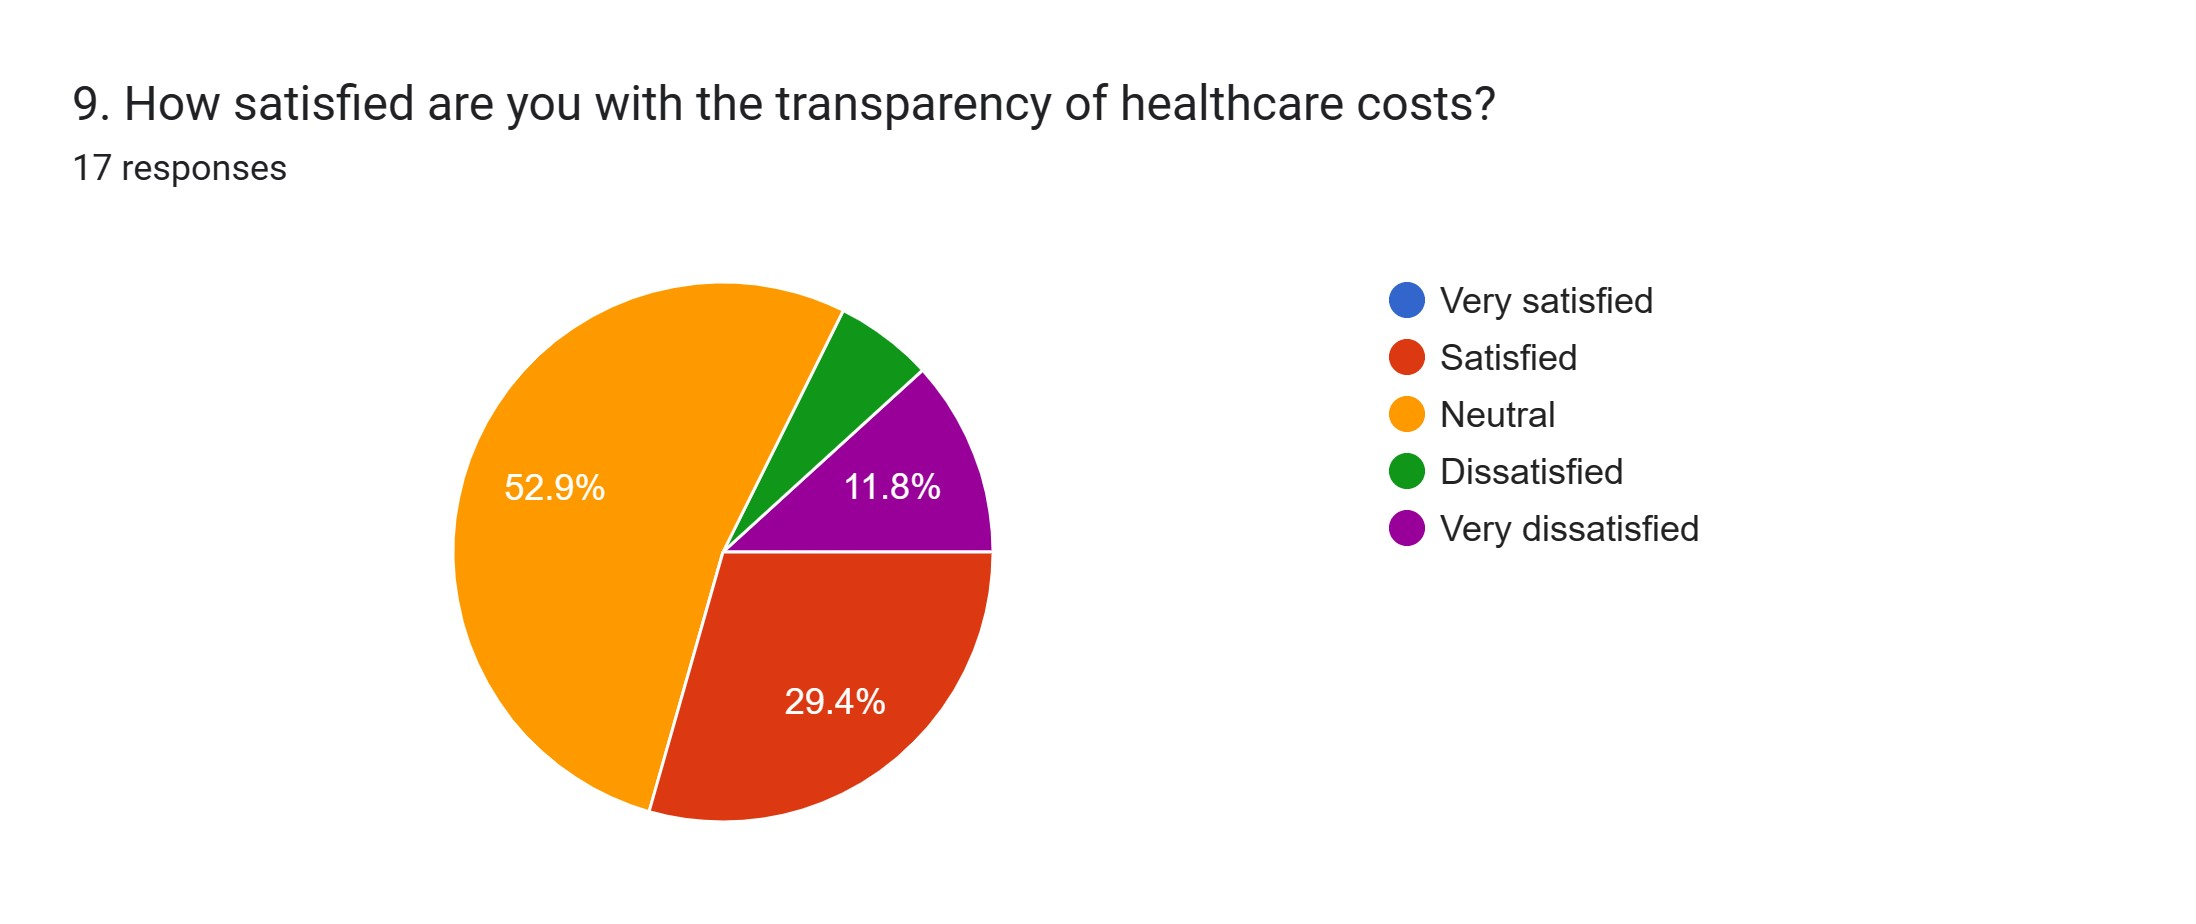 9. How satisfied are you with the transparency of healthcare costs?
17 responses
52.9%
11.8%
29.4%
Very satisfied
Satisfied
Neutral
Dissatisfied
Very dissatisfied